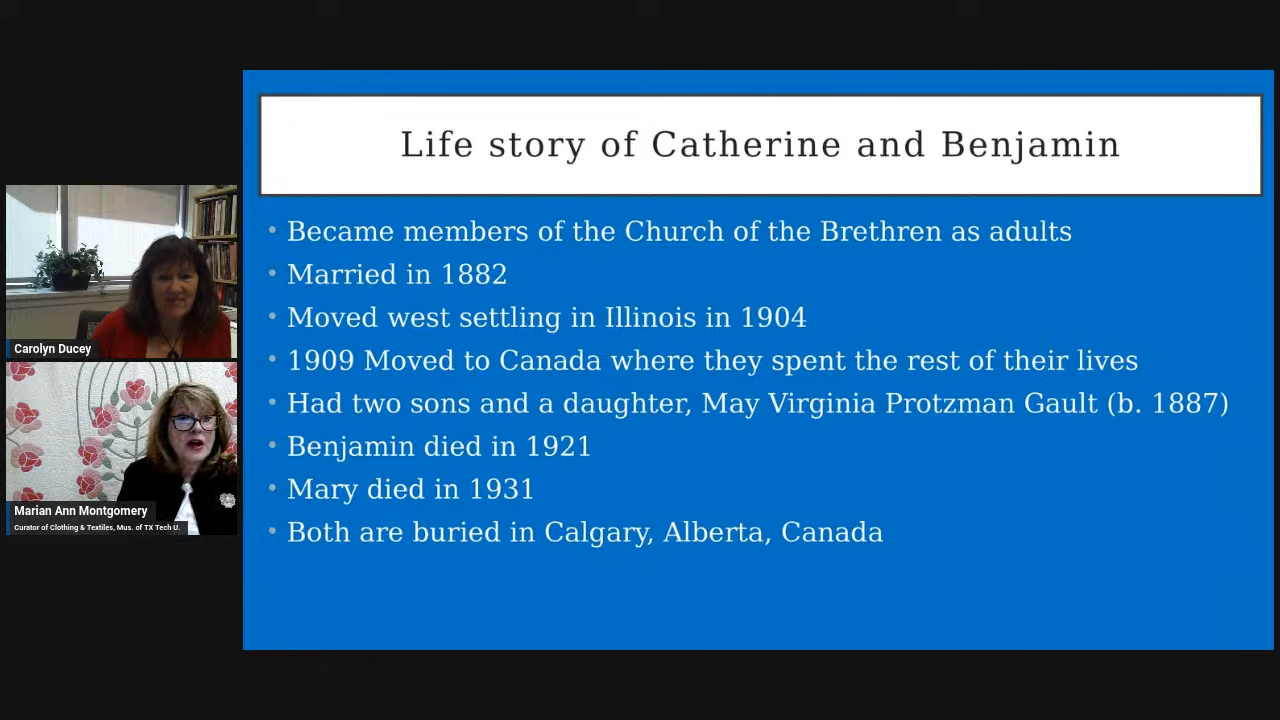 Life story of Catherine and Benjamin
• Became members of the Church of the Brethren as adults
• Married in 1882
• Moved west settling in Illinois in 1904
• 1909 Moved to Canada where they spent the rest of their lives
• Had two sons and a daughter, May Virginia Protzman Gault (b. 1887)
• Benjamin died in 1921
• Mary died in 1931
• Both are buried in Calgary, Alberta, Canada
Carolyn Ducey
Marian Ann Montgomery
Curator of Clothing & Textiles, Mus. of TX Tech U.